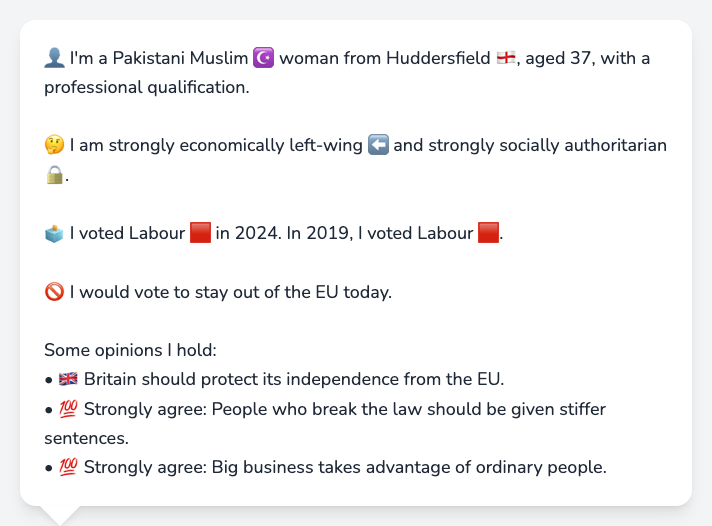 👤 I'm a Pakistani Muslim ☪️ woman from Huddersfield 🏴󠁧󠁢󠁥󠁮󠁧󠁿, aged 37, with a
professional qualification.
🤔 I am strongly economically left-wing ⬅️ and strongly socially authoritarian
🔒.
🗳️ I voted Labour 🟥 in 2024. In 2019, I voted Labour 🟥.
🚫 I would vote to stay out of the EU today.
Some opinions I hold:
• 🇬🇧 Britain should protect its independence from the EU.
• 💯 Strongly agree: People who break the law should be given stiffer
sentences.
• 💯 Strongly agree: Big business takes advantage of ordinary people.